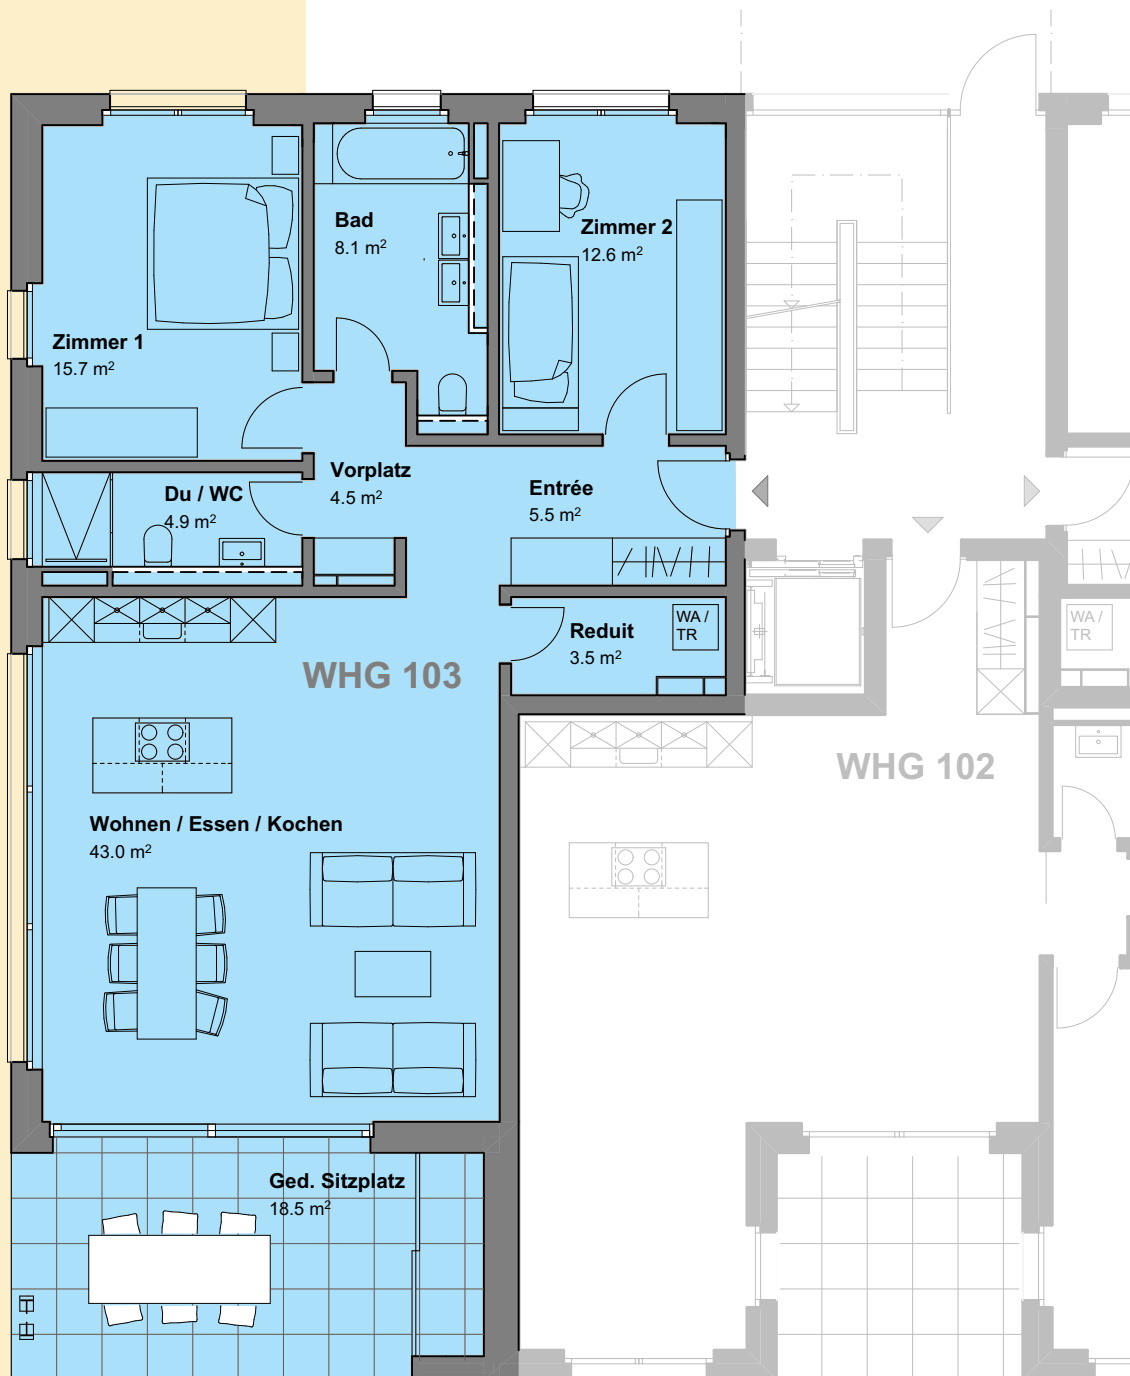 Bad
8.1 m²
Zimmer 2
12.6 m²
Zimmer 1
15.7 m²
Vorplatz
4.5 m²
Du / WC
4.9 m²
Entrée
5.5 m²
Reduit
3.5 m²
WA /
TR
WA /
TR
WHG 103
WHG 102
Wohnen / Essen / Kochen
43.0 m²
Ged. Sitzplatz
18.5 m²